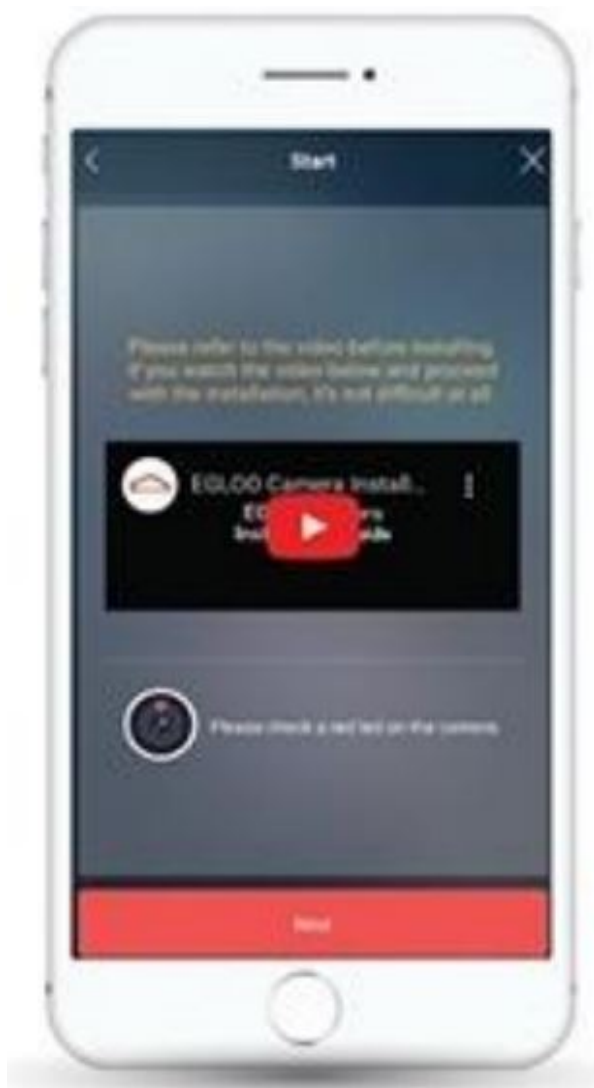 Start
Please refer to the video before installing.
If you watch the video below and proceed
with the installation, it's not difficult at all
EGLOO Camera Install...
Please check a red led on the camera.
Next